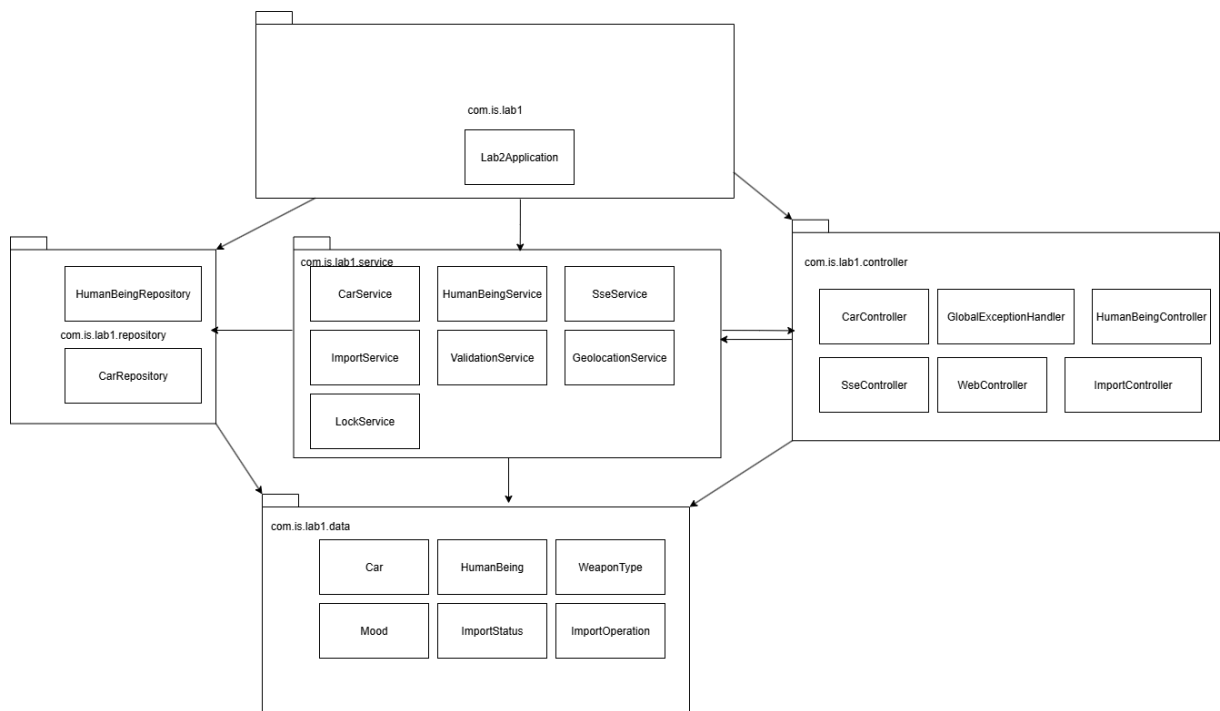 com.is.lab1
Lab2Application
HumanBeingRepository
com.is.lab1.repository
CarRepository
com.is.lab1.service
CarService
HumanBeingService
SseService
ImportService
ValidationService
GeolocationService
LockService
com.is.lab1.controller
CarController
GlobalExceptionHandler
HumanBeingController
SseController
WebController
ImportController
com.is.lab1.data
Car
HumanBeing
WeaponType
Mood
ImportStatus
ImportOperation